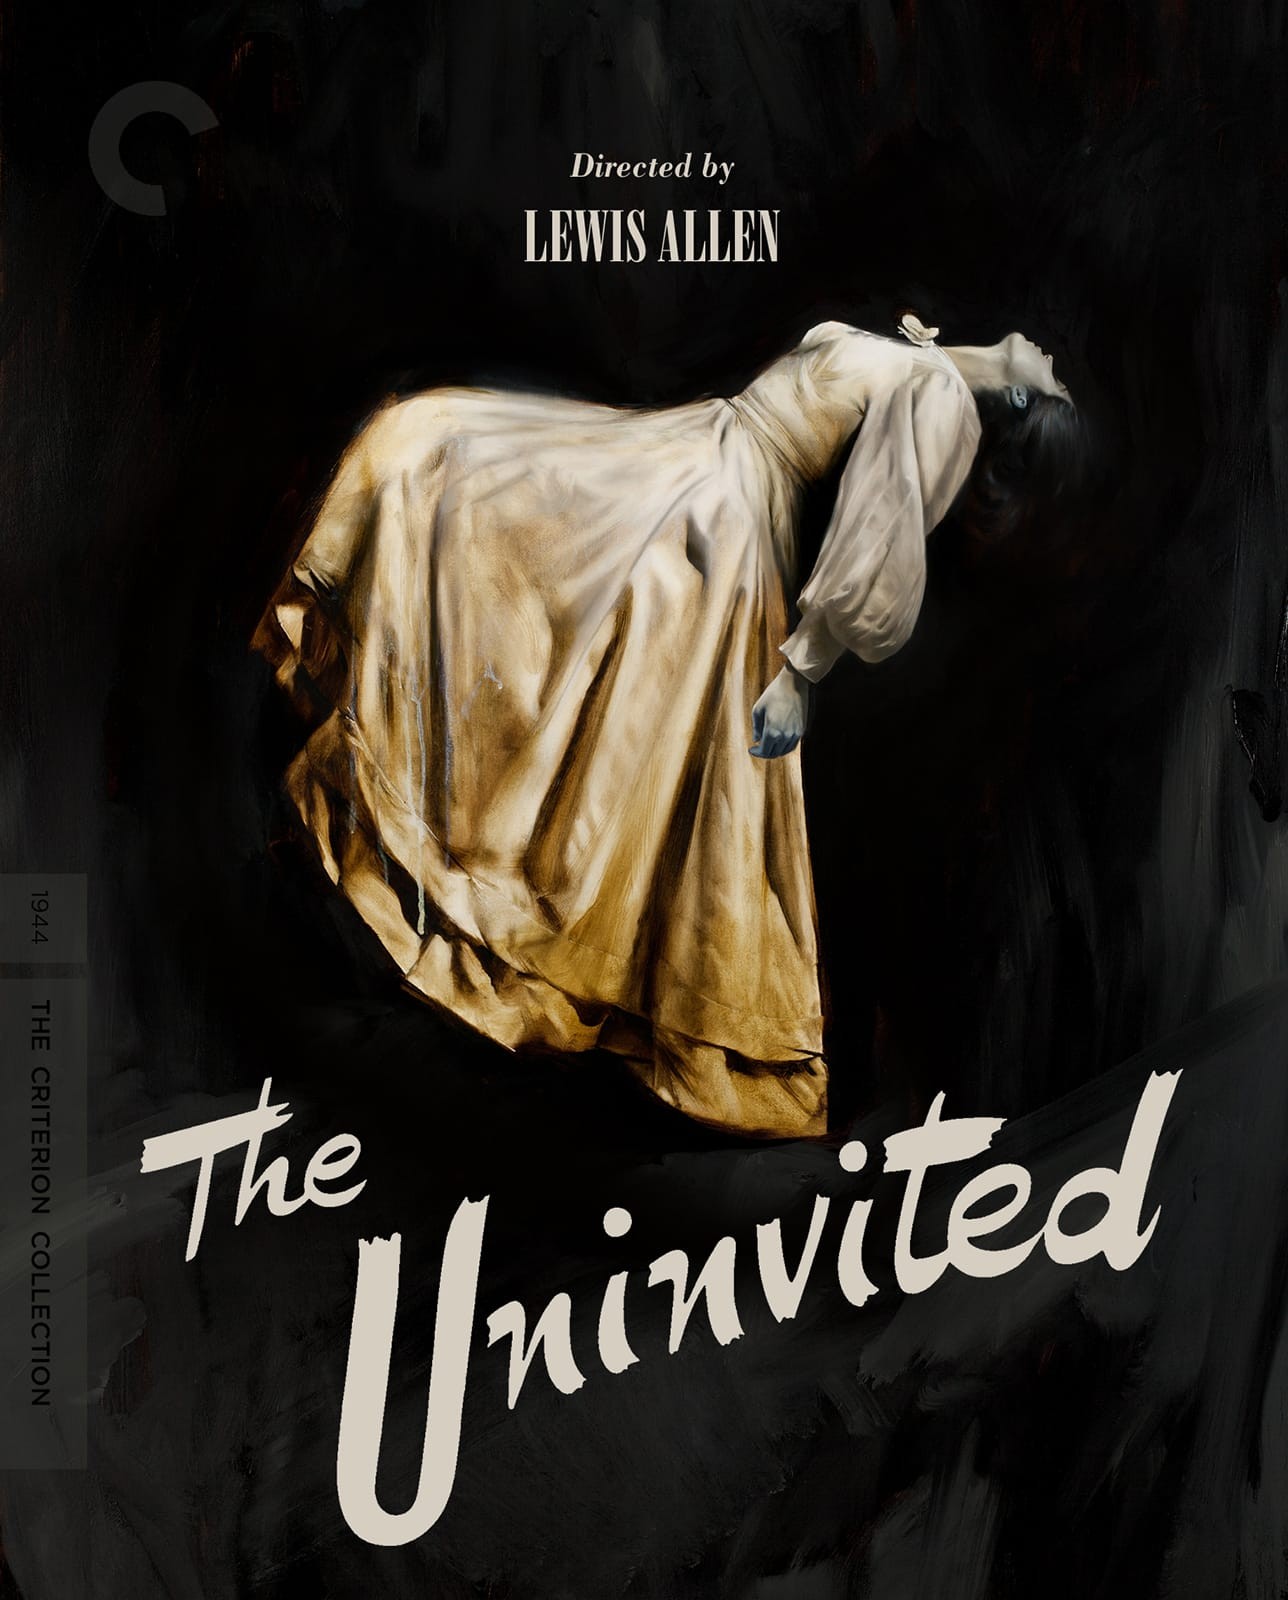 Directed by
LEWIS ALLEN
1944
THE CRITERION COLLECTION
The
Uninvited